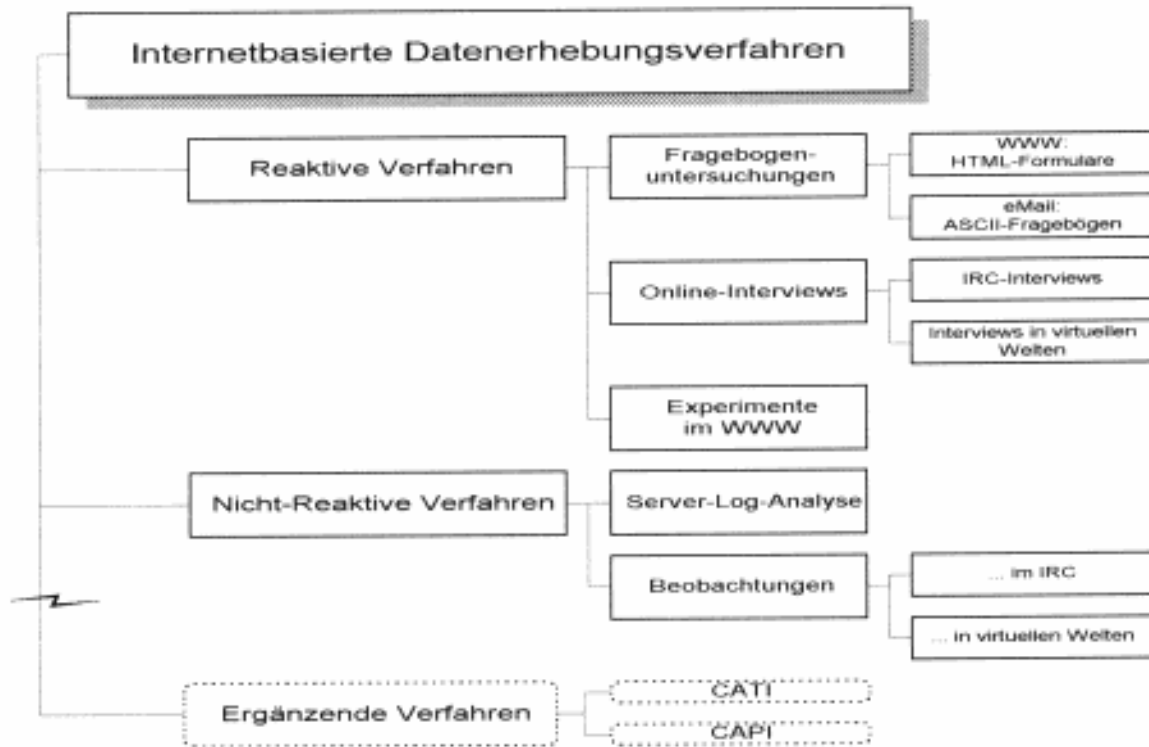 Internetbasierte Datenerhebungsverfahren
Reaktive Verfahren
Fragebogen-
untersuchungen
WWW:
HTML-Formulare
eMail:
ASCII-Fragebögen
Online-Interviews
IRC-Interviews
Interviews in virtuellen
Welten
Experimente
im WWW
Nicht-Reaktive Verfahren
Server-Log-Analyse
Beobachtungen
... im IRC
... in virtuellen Welten
Ergänzende Verfahren
CATI
CAPI